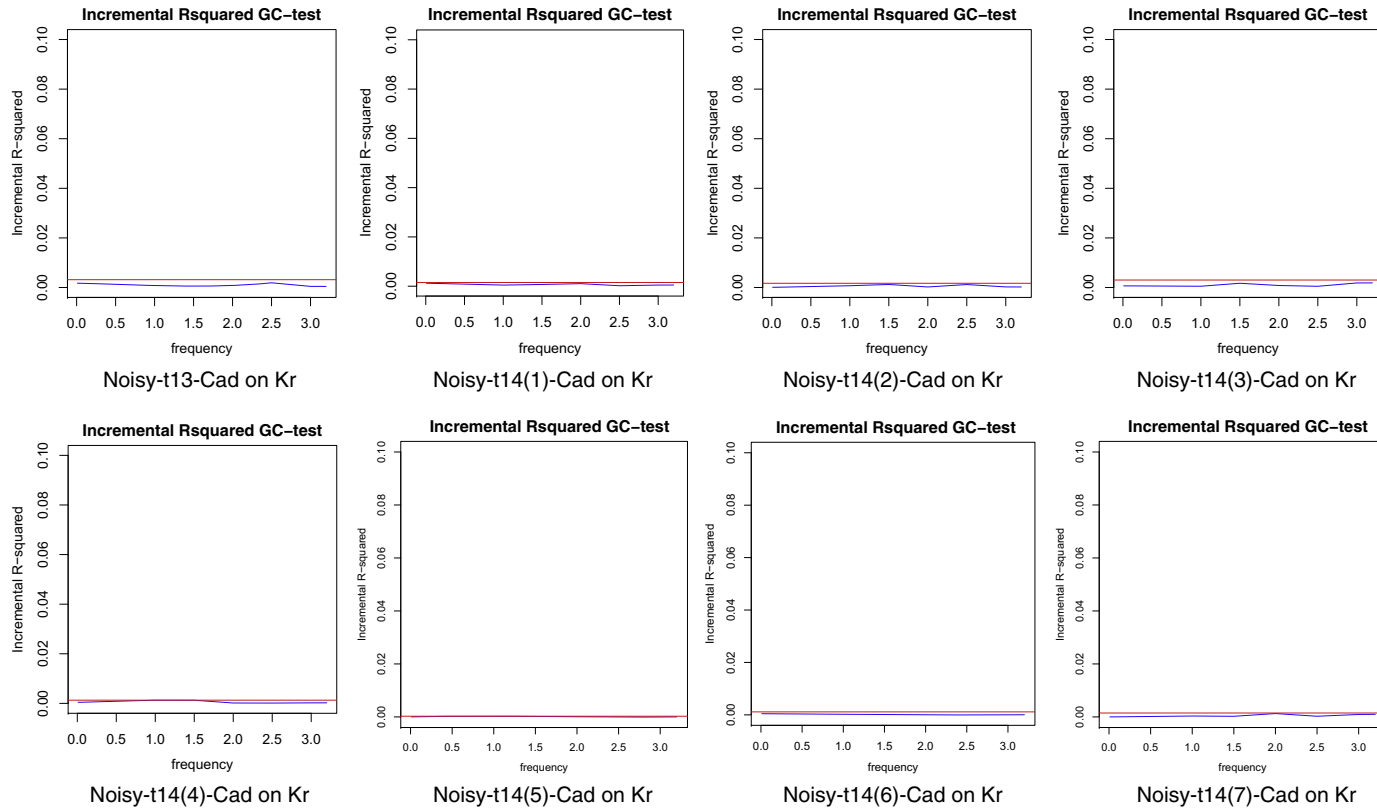 Incremental Rsquared GC−test
Incremental R−squared
0.00 0.02 0.04 0.06 0.08 0.10
0.0 0.5 1.0 1.5 2.0 2.5 3.0
frequency
Noisy-t13-Cad on Kr
Incremental Rsquared GC−test
Incremental R−squared
0.00 0.02 0.04 0.06 0.08 0.10
0.0 0.5 1.0 1.5 2.0 2.5 3.0
frequency
Noisy-t14(1)-Cad on Kr
Incremental Rsquared GC−test
Incremental R−squared
0.00 0.02 0.04 0.06 0.08 0.10
0.0 0.5 1.0 1.5 2.0 2.5 3.0
frequency
Noisy-t14(2)-Cad on Kr
Incremental Rsquared GC−test
Incremental R−squared
0.00 0.02 0.04 0.06 0.08 0.10
0.0 0.5 1.0 1.5 2.0 2.5 3.0
frequency
Noisy-t14(3)-Cad on Kr
Incremental Rsquared GC−test
Incremental R−squared
0.00 0.02 0.04 0.06 0.08 0.10
0.0 0.5 1.0 1.5 2.0 2.5 3.0
frequency
Noisy-t14(4)-Cad on Kr
Incremental Rsquared GC−test
Incremental R−squared
0.00 0.02 0.04 0.06 0.08 0.10
0.0 0.5 1.0 1.5 2.0 2.5 3.0
frequency
Noisy-t14(5)-Cad on Kr
Incremental Rsquared GC−test
Incremental R−squared
0.00 0.02 0.04 0.06 0.08 0.10
0.0 0.5 1.0 1.5 2.0 2.5 3.0
frequency
Noisy-t14(6)-Cad on Kr
Incremental Rsquared GC−test
Incremental R−squared
0.00 0.02 0.04 0.06 0.08 0.10
0.0 0.5 1.0 1.5 2.0 2.5 3.0
frequency
Noisy-t14(7)-Cad on Kr